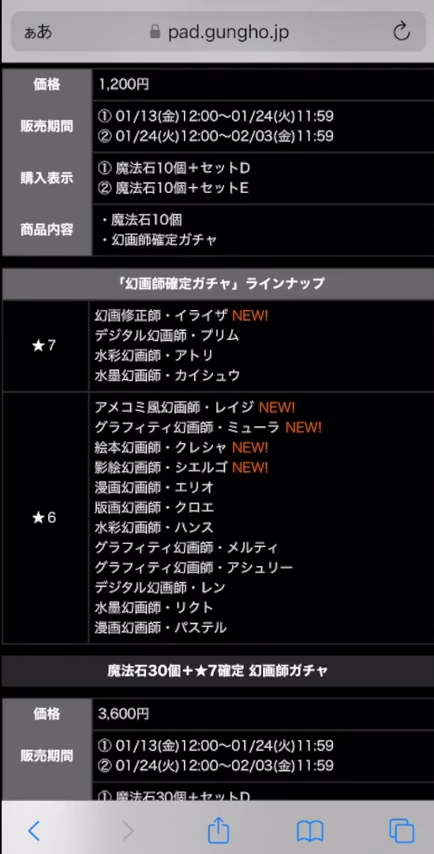 ぁあ pad.gungho.jp
価格 1,200円
販売期間 ① 01/13(金)12:00〜01/24(火)11:59
② 01/24(火)12:00〜02/03(金)11:59
購入表示 ① 魔法石10個＋セットD
② 魔法石10個＋セットE
商品内容 ・魔法石10個
・幻画師確定ガチャ
「幻画師確定ガチャ」ラインナップ
★7 幻画修正師・イライザ NEW!
デジタル幻画師・プリム
水彩幻画師・アトリ
水墨幻画師・カイシュウ
★6 アメコミ風幻画師・レイジ NEW!
グラフィティ幻画師・ミューラ NEW!
絵本幻画師・クレシャ NEW!
影絵幻画師・シエルゴ NEW!
漫画幻画師・エリオ
版画幻画師・クロエ
水彩幻画師・ハンス
グラフィティ幻画師・メルティ
グラフィティ幻画師・アシュリー
デジタル幻画師・レン
水墨幻画師・リクト
漫画幻画師・パステル
魔法石30個＋★7確定 幻画師ガチャ
価格 3,600円
販売期間 ① 01/13(金)12:00〜01/24(火)11:59
② 01/24(火)12:00〜02/03(金)11:59
① 魔法石30個＋セットD